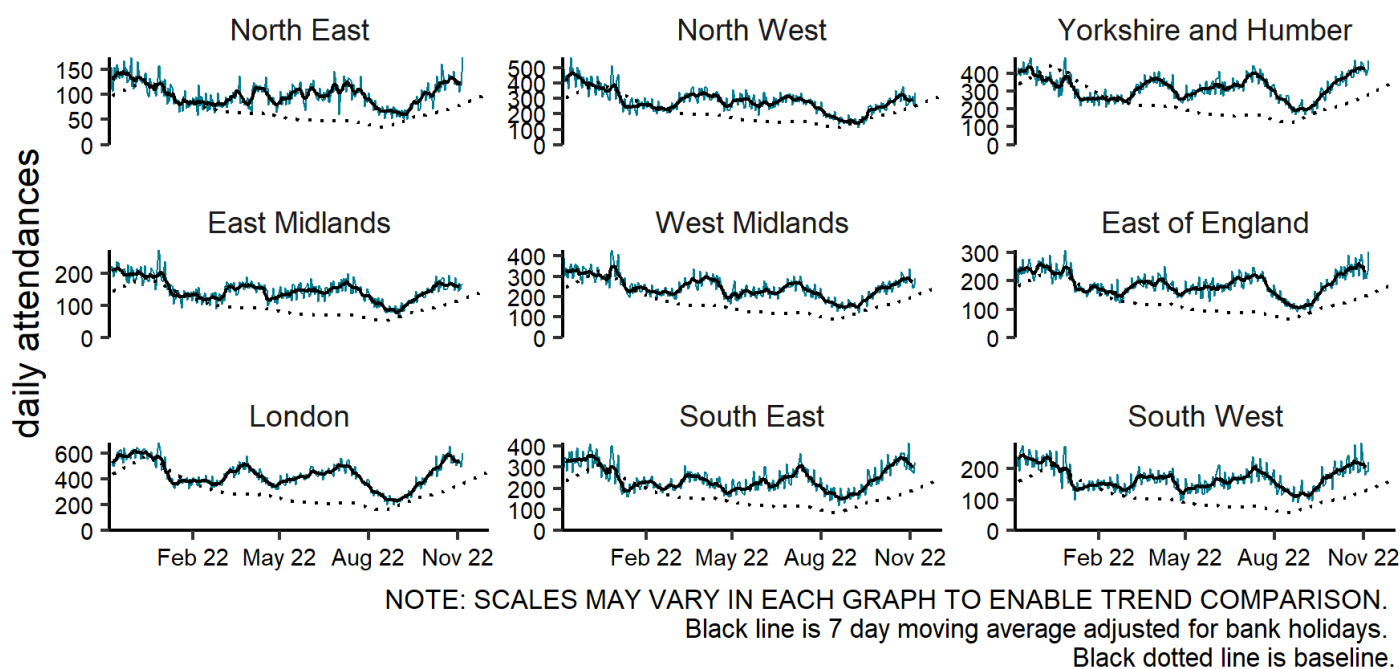 North East
North West
Yorkshire and Humber
150
100
50
0
500
400
300
200
100
0
400
300
200
100
0
daily attendances
East Midlands
West Midlands
East of England
200
100
0
400
300
200
100
0
300
200
100
0
London
South East
South West
600
400
200
0
400
300
200
100
0
200
100
0
Feb 22 May 22 Aug 22 Nov 22
Feb 22 May 22 Aug 22 Nov 22
Feb 22 May 22 Aug 22 Nov 22
NOTE: SCALES MAY VARY IN EACH GRAPH TO ENABLE TREND COMPARISON.
Black line is 7 day moving average adjusted for bank holidays.
Black dotted line is baseline.